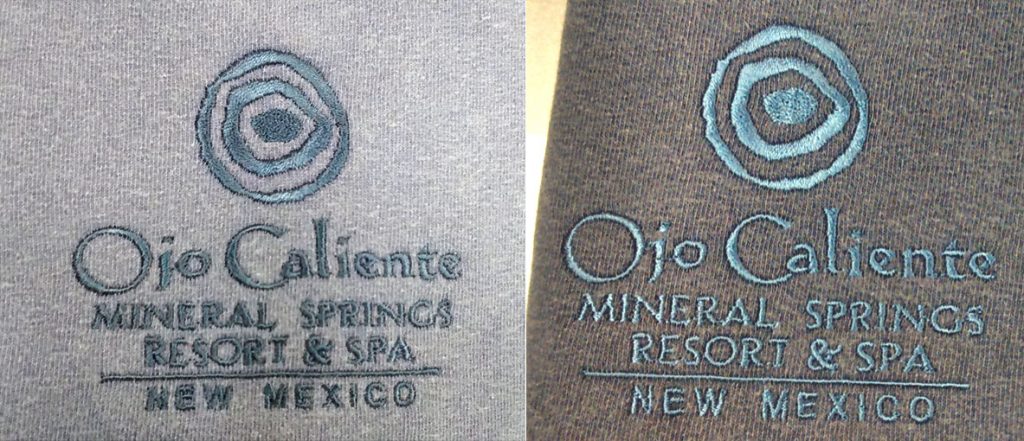 Ojo Caliente
MINERAL SPRINGS
RESORT & SPA
NEW MEXICO
Ojo Caliente
MINERAL SPRINGS
RESORT & SPA
NEW MEXICO